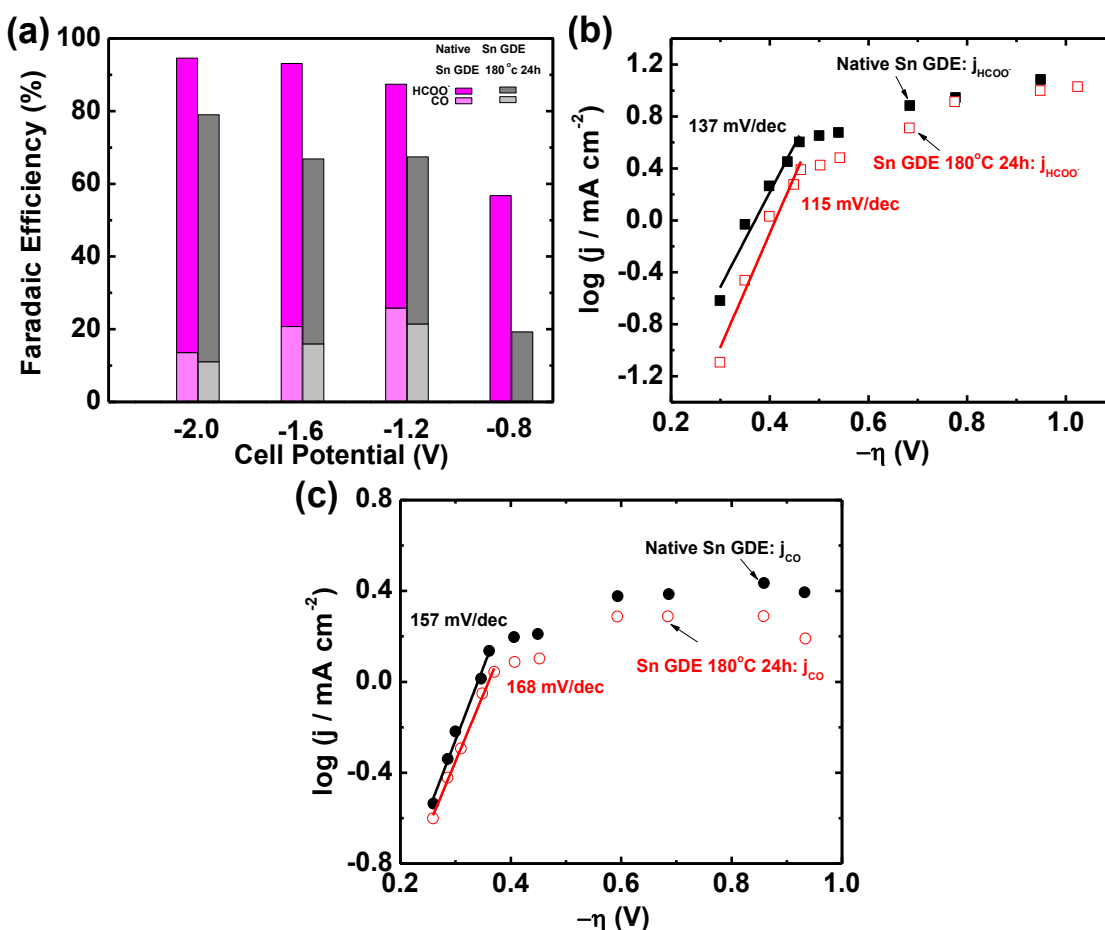 (a)
Faradaic Efficiency (%)
100
80
60
40
20
0
Native Sn GDE
Sn GDE 180°c 24h
HCOO⁻
CO
-2.0 -1.6 -1.2 -0.8
Cell Potential (V)
(b)
log (j / mA cm⁻²)
1.2
0.8
0.4
0.0
-0.4
-0.8
-1.2
Native Sn GDE: j_HCOO⁻
137 mV/dec
Sn GDE 180°C 24h: j_HCOO⁻
115 mV/dec
0.2 0.4 0.6 0.8 1.0
−η (V)
(c)
log (j / mA cm⁻²)
0.8
0.4
0.0
-0.4
-0.8
Native Sn GDE: j_CO
157 mV/dec
Sn GDE 180°C 24h: j_CO
168 mV/dec
0.2 0.4 0.6 0.8 1.0
−η (V)